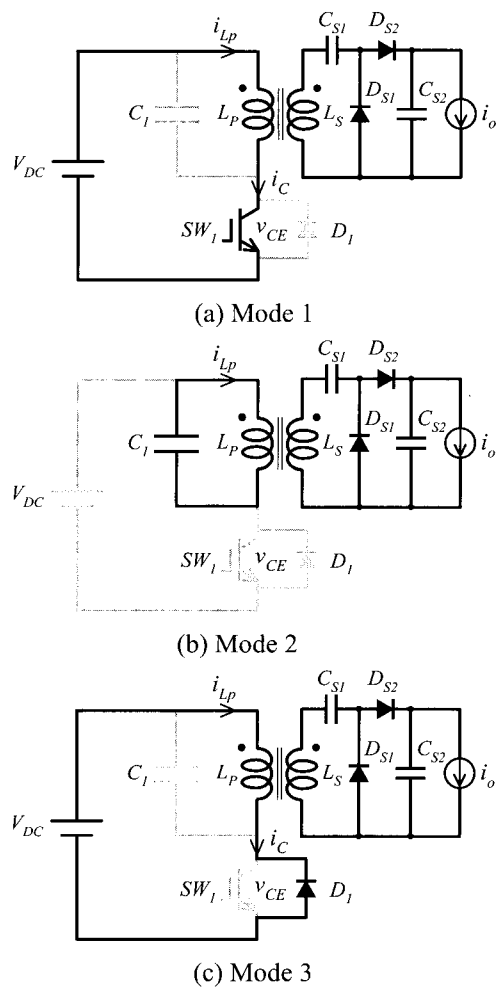 i_Lp
C_S1 D_S2
C_1 L_P L_S D_S1 C_S2 i_o
V_DC
i_C
SW_1 v_CE D_1
(a) Mode 1
i_Lp
C_S1 D_S2
C_1 L_P L_S D_S1 C_S2 i_o
V_DC
SW_1 v_CE D_1
(b) Mode 2
i_Lp
C_S1 D_S2
C_1 L_P L_S D_S1 C_S2 i_o
V_DC
i_C
SW_1 v_CE D_1
(c) Mode 3